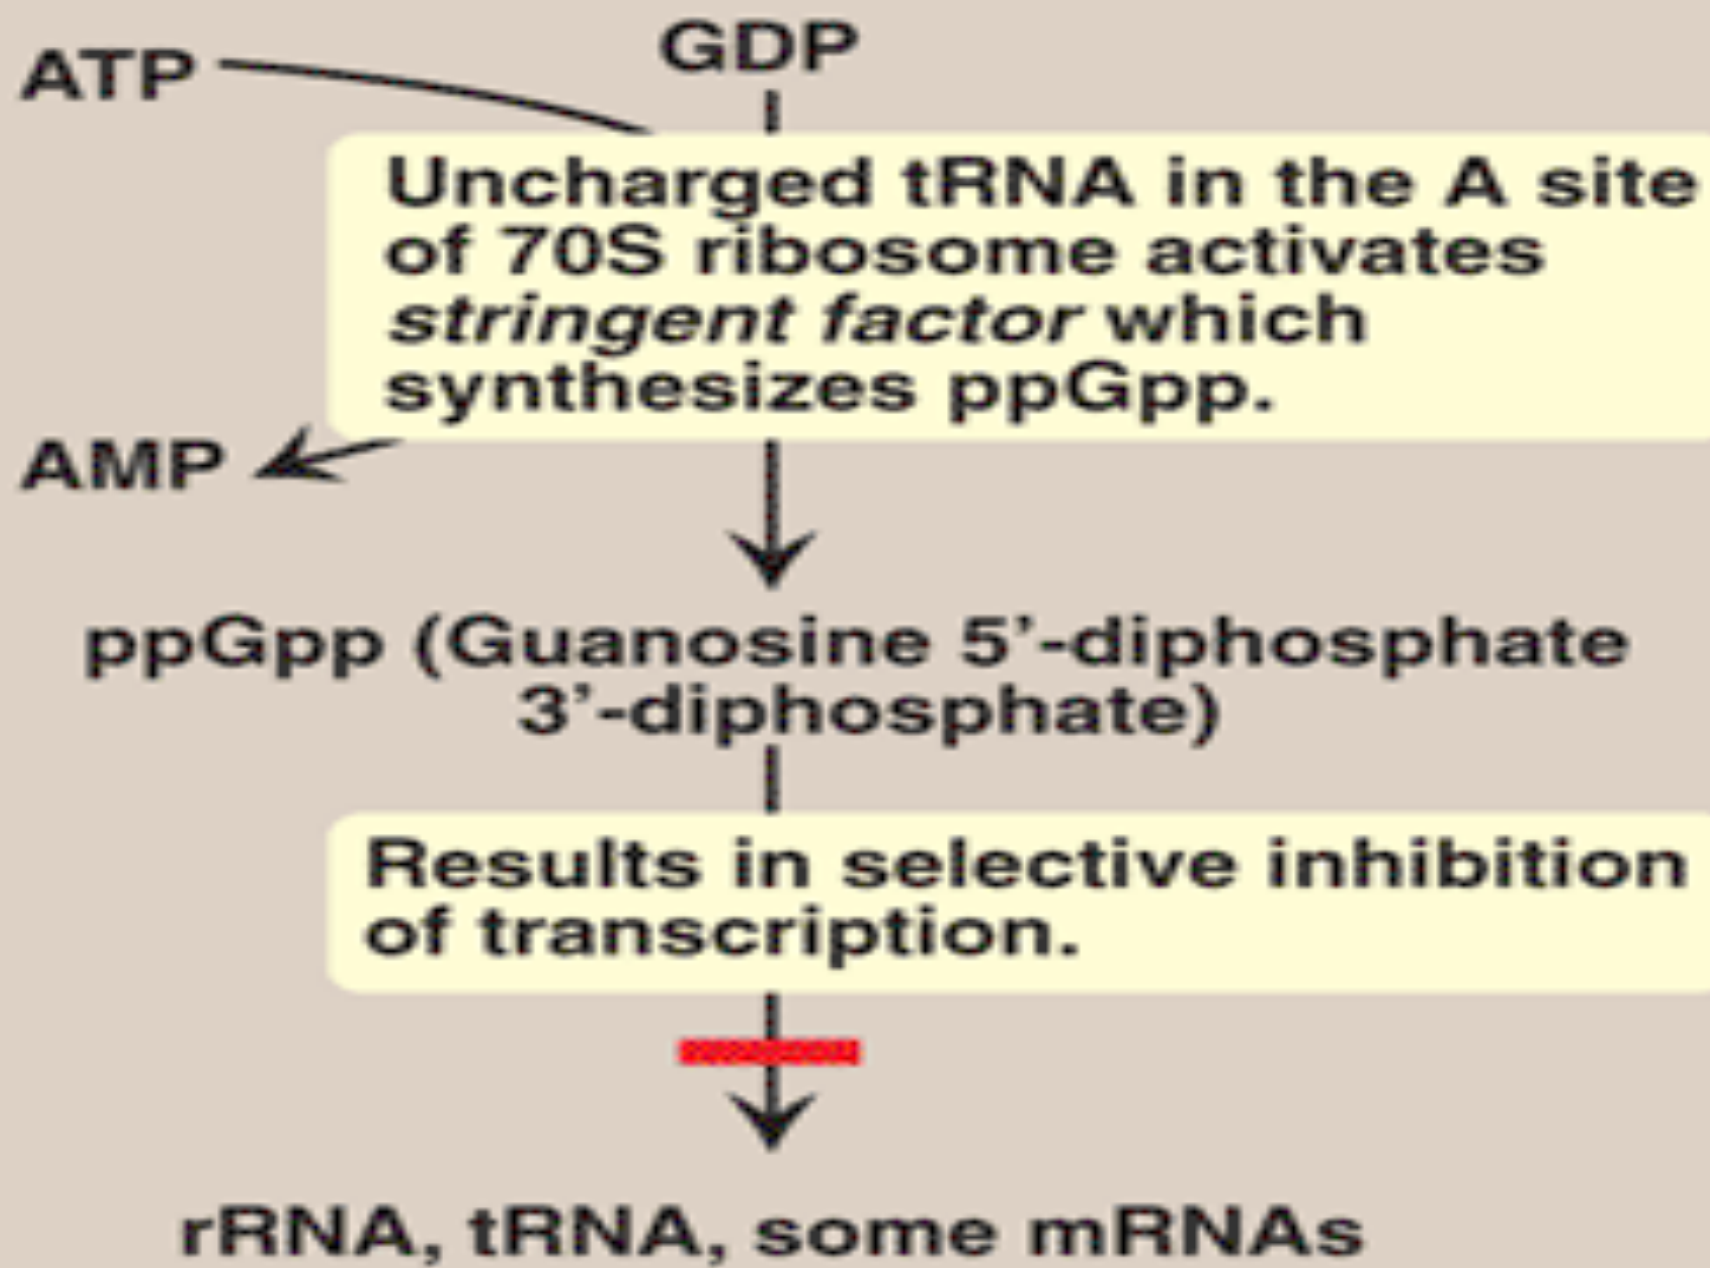 ATP
GDP
Uncharged tRNA in the A site
of 70S ribosome activates
stringent factor which
synthesizes ppGpp.
AMP
ppGpp (Guanosine 5’-diphosphate
3’-diphosphate)
Results in selective inhibition
of transcription.
rRNA, tRNA, some mRNAs